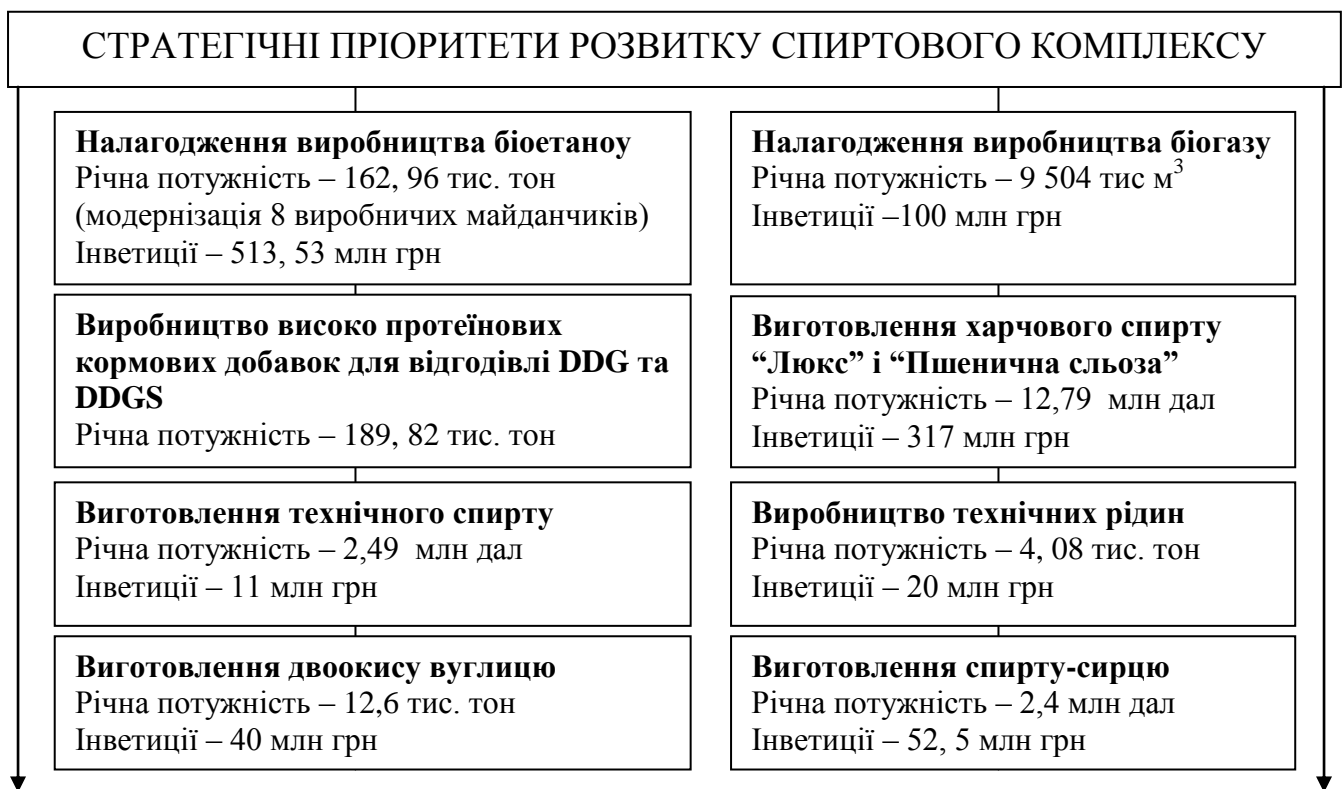 СТРАТЕГІЧНІ ПРІОРИТЕТИ РОЗВИТКУ СПИРТОВОГО КОМПЛЕКСУ
Налагодження виробництва біоетаноу
Річна потужність – 162, 96 тис. тон
(модернізація 8 виробничих майданчиків)
Інветиції – 513, 53 млн грн
Налагодження виробництва біогазу
Річна потужність – 9 504 тис м³
Інветиції –100 млн грн
Виробництво високо протеїнових
кормових добавок для відгодівлі DDG та
DDGS
Річна потужність – 189, 82 тис. тон
Виготовлення харчового спирту
“Люкс” і “Пшенична сльоза”
Річна потужність – 12,79 млн дал
Інветиції – 317 млн грн
Виготовлення технічного спирту
Річна потужність – 2,49 млн дал
Інветиції – 11 млн грн
Виробництво технічних рідин
Річна потужність – 4, 08 тис. тон
Інветиції – 20 млн грн
Виготовлення двоокису вуглицю
Річна потужність – 12,6 тис. тон
Інветиції – 40 млн грн
Виготовлення спирту-сирцю
Річна потужність – 2,4 млн дал
Інветиції – 52, 5 млн грн